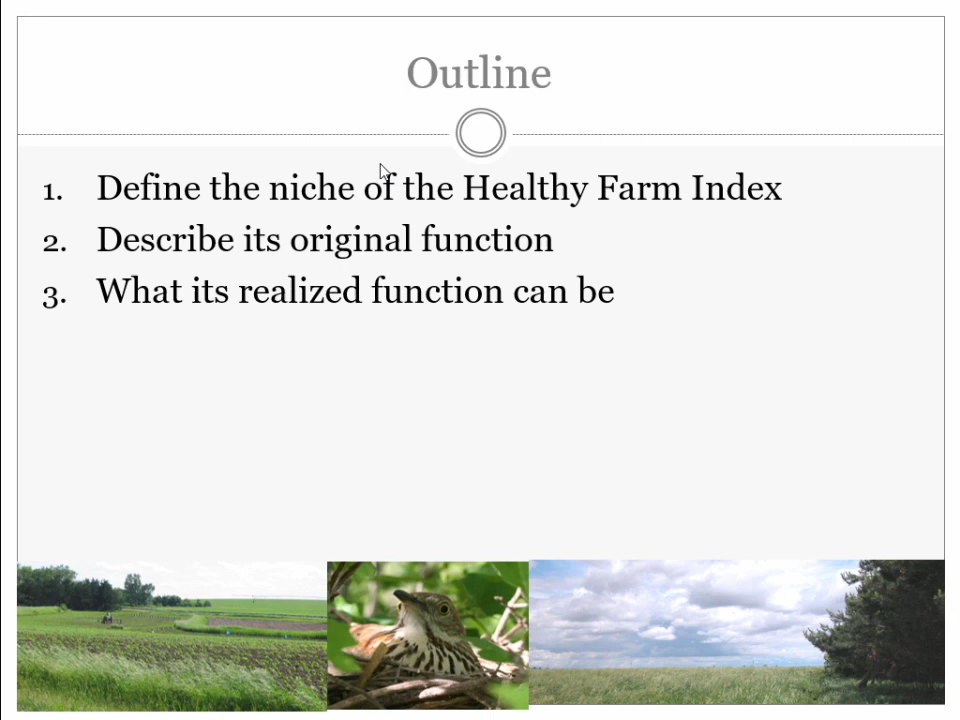 Outline
1. Define the niche of the Healthy Farm Index
2. Describe its original function
3. What its realized function can be